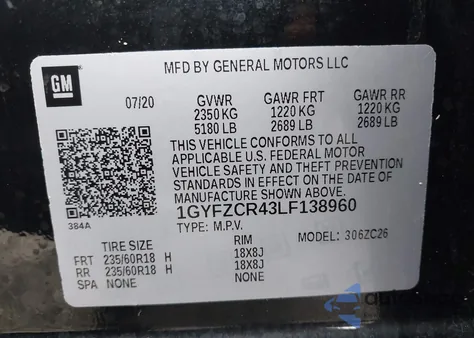 GM
MFD BY GENERAL MOTORS LLC
07/20 GVWR GAWR FRT GAWR RR
2350 KG 1220 KG 1220 KG
5180 LB 2689 LB 2689 LB
THIS VEHICLE CONFORMS TO ALL
APPLICABLE U.S. FEDERAL MOTOR
VEHICLE SAFETY AND THEFT PREVENTION
STANDARDS IN EFFECT ON THE DATE OF
MANUFACTURE SHOWN ABOVE.
384A
1GYFZCR43LF138960
TYPE: M.P.V. MODEL: 306ZC26
TIRE SIZE RIM
FRT 235/60R18 H 18X8J
RR 235/60R18 H 18X8J
SPA NONE NONE